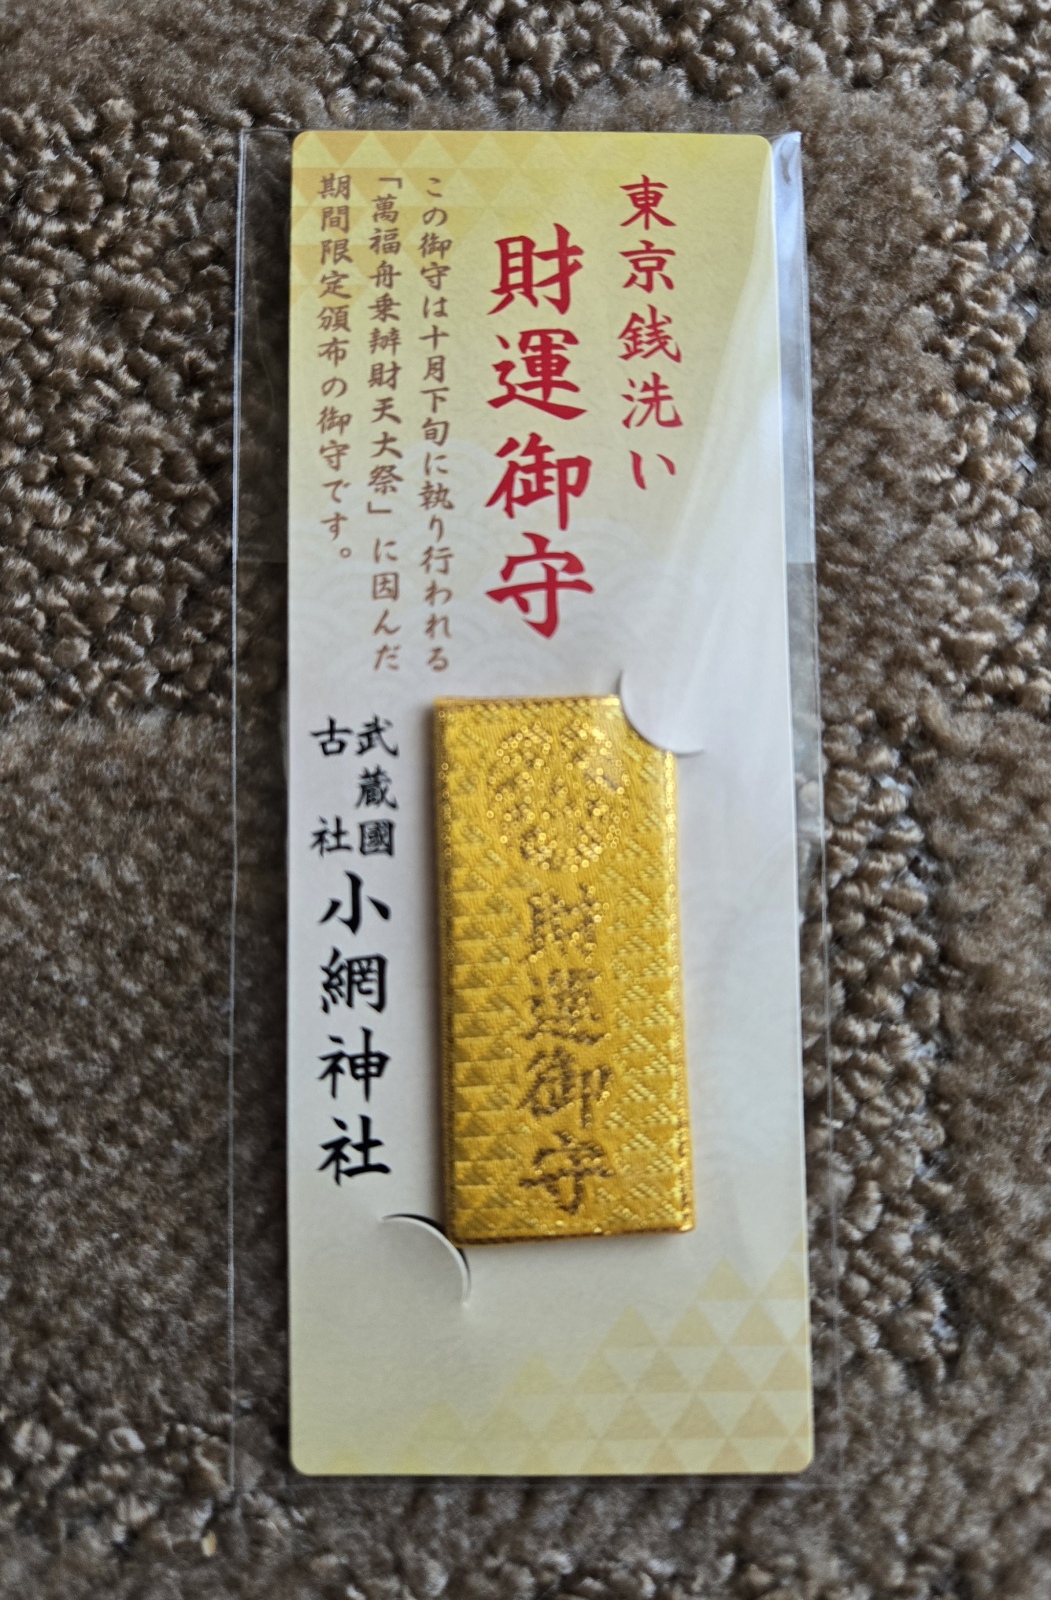 東京銭洗い
財運御守
この御守は十月下旬に執り行われる
「萬福舟乗辧財天大祭」に因んだ
期間限定頒布の御守です。
武蔵國
古社
小網神社
財運御守